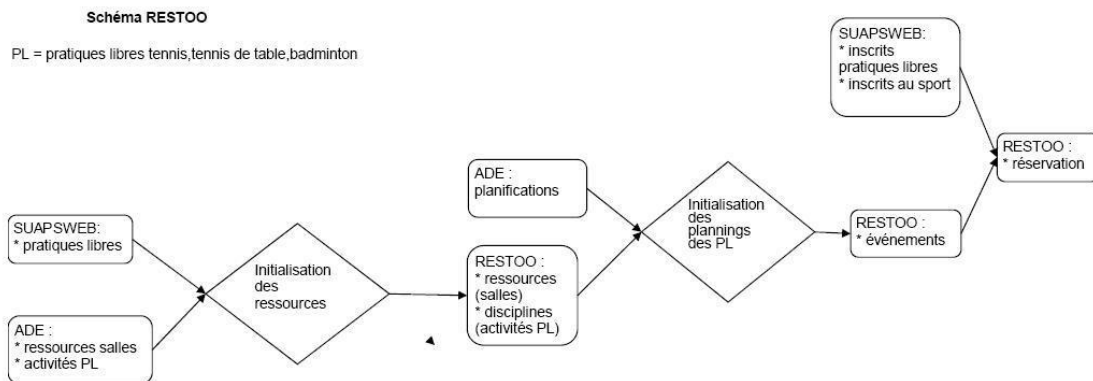 Schéma RESTOO
PL = pratiques libres tennis,tennis de table,badminton
SUAPSWEB:
* pratiques libres
ADE :
* ressources salles
* activités PL
Initialisation
des
ressources
ADE :
planifications
RESTOO :
* ressources
(salles)
* disciplines
(activités PL)
Initialisation
des
plannings
des PL
SUAPSWEB:
* inscrits
pratiques libres
* inscrits au sport
RESTOO :
* événements
RESTOO :
* réservation